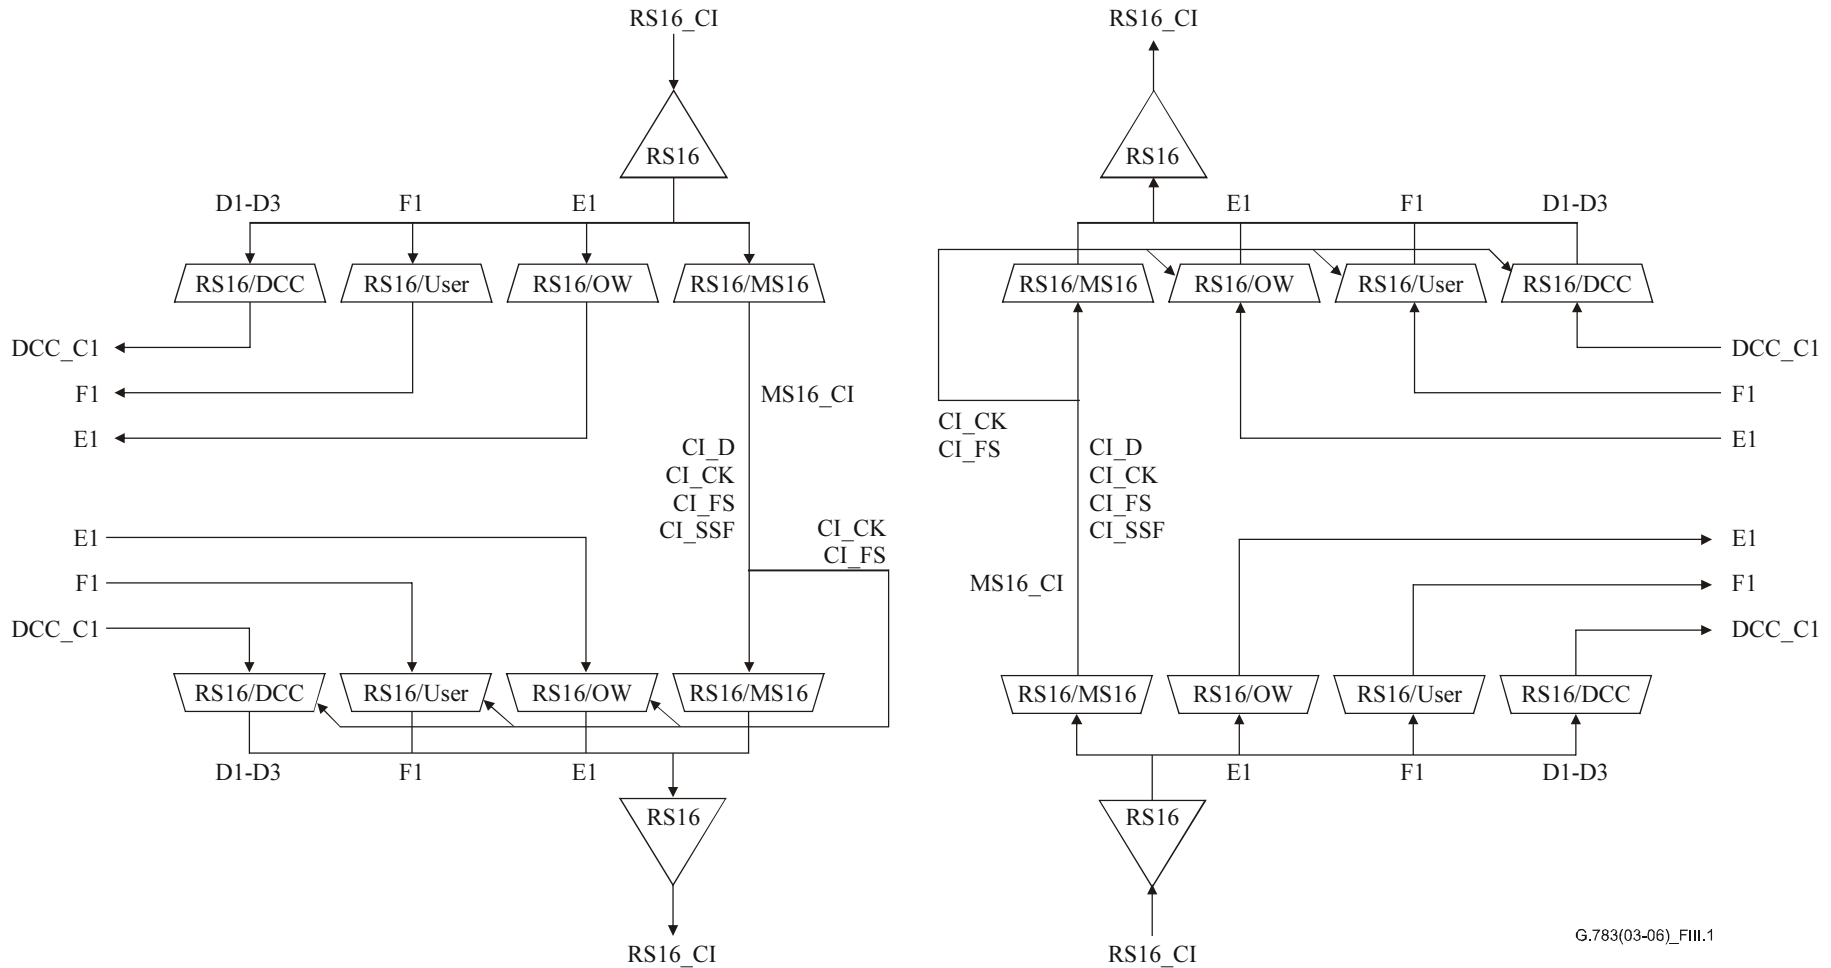 RS16_CI
RS16
D1-D3 F1 E1
RS16/DCC RS16/User RS16/OW RS16/MS16
DCC_C1
F1
E1
MS16_CI
CI_D
CI_CK
CI_FS
CI_SSF
CI_CK
CI_FS
E1
F1
DCC_C1
RS16/DCC RS16/User RS16/OW RS16/MS16
D1-D3 F1 E1
RS16
RS16_CI
RS16_CI
RS16
E1 F1 D1-D3
RS16/MS16 RS16/OW RS16/User RS16/DCC
DCC_C1
F1
E1
CI_CK
CI_FS
CI_D
CI_CK
CI_FS
CI_SSF
MS16_CI
E1
F1
DCC_C1
RS16/MS16 RS16/OW RS16/User RS16/DCC
E1 F1 D1-D3
RS16
RS16_CI
G.783(03-06)_FIII.1